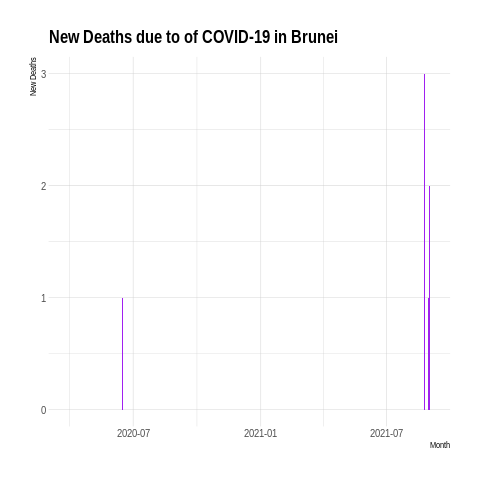 New Deaths due to of COVID-19 in Brunei
New Deaths
3
2
1
0
2020-07 2021-01 2021-07
Month